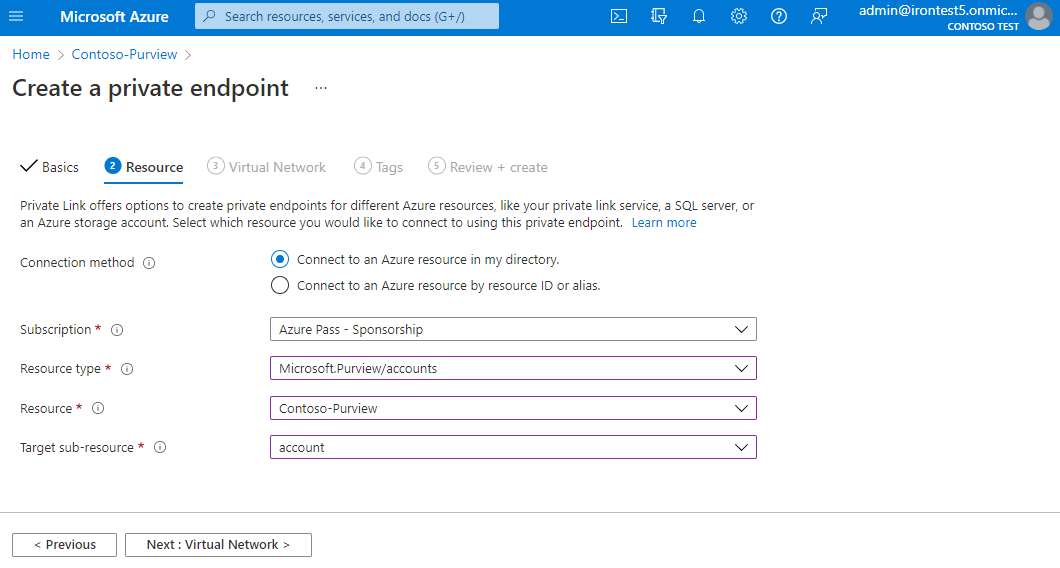 Microsoft Azure
Search resources, services, and docs (G+/)
admin@irontest5.onmic...
CONTOSO TEST
Home > Contoso-Purview >
Create a private endpoint ...
Basics 2 Resource 3 Virtual Network 4 Tags 5 Review + create
Private Link offers options to create private endpoints for different Azure resources, like your private link service, a SQL server, or
an Azure storage account. Select which resource you would like to connect to using this private endpoint. Learn more
Connection method
Connect to an Azure resource in my directory.
Connect to an Azure resource by resource ID or alias.
Subscription * Azure Pass - Sponsorship
Resource type * Microsoft.Purview/accounts
Resource * Contoso-Purview
Target sub-resource * account
< Previous Next : Virtual Network >